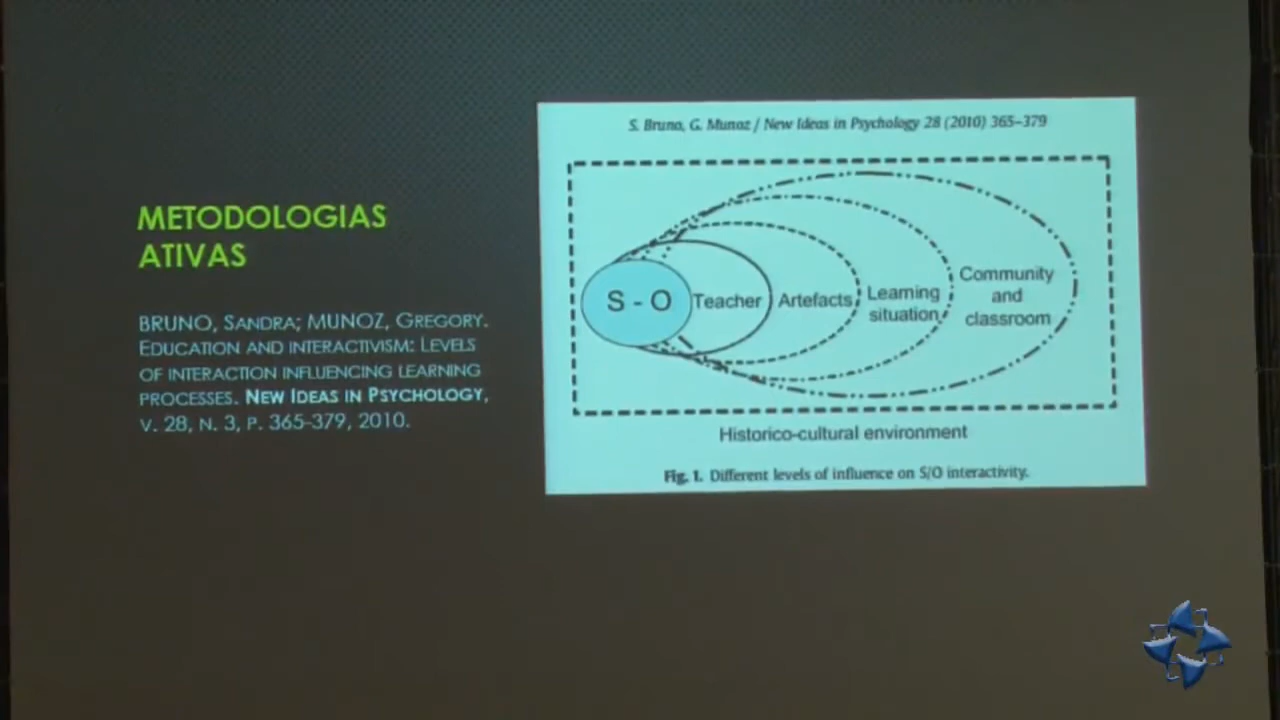 METODOLOGIAS
ATIVAS
BRUNO, SANDRA; MUNOZ, GREGORY.
EDUCATION AND INTERACTIVISM: LEVELS
OF INTERACTION INFLUENCING LEARNING
PROCESSES. NEW IDEAS IN PSYCHOLOGY,
V. 28, N. 3, P. 365-379, 2010.
S. Bruno, G. Munoz / New Ideas in Psychology 28 (2010) 365–379
S - O
Teacher
Artefacts
Learning
situation
Community
and
classroom
Historico-cultural environment
Fig. 1. Different levels of influence on S/O interactivity.